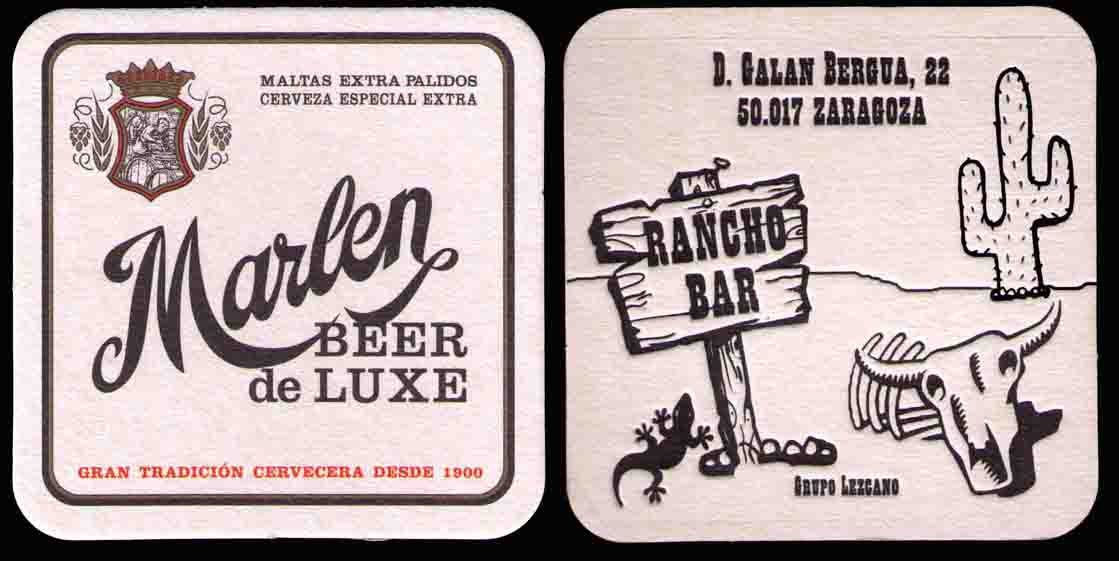 MALTAS EXTRA PALIDOS
CERVEZA ESPECIAL EXTRA
Marlen
BEER
de LUXE
GRAN TRADICIÓN CERVECERA DESDE 1900
D. GALAN BERGUA, 22
50.017 ZARAGOZA
RANCHO
BAR
GRUPO LEZCANO